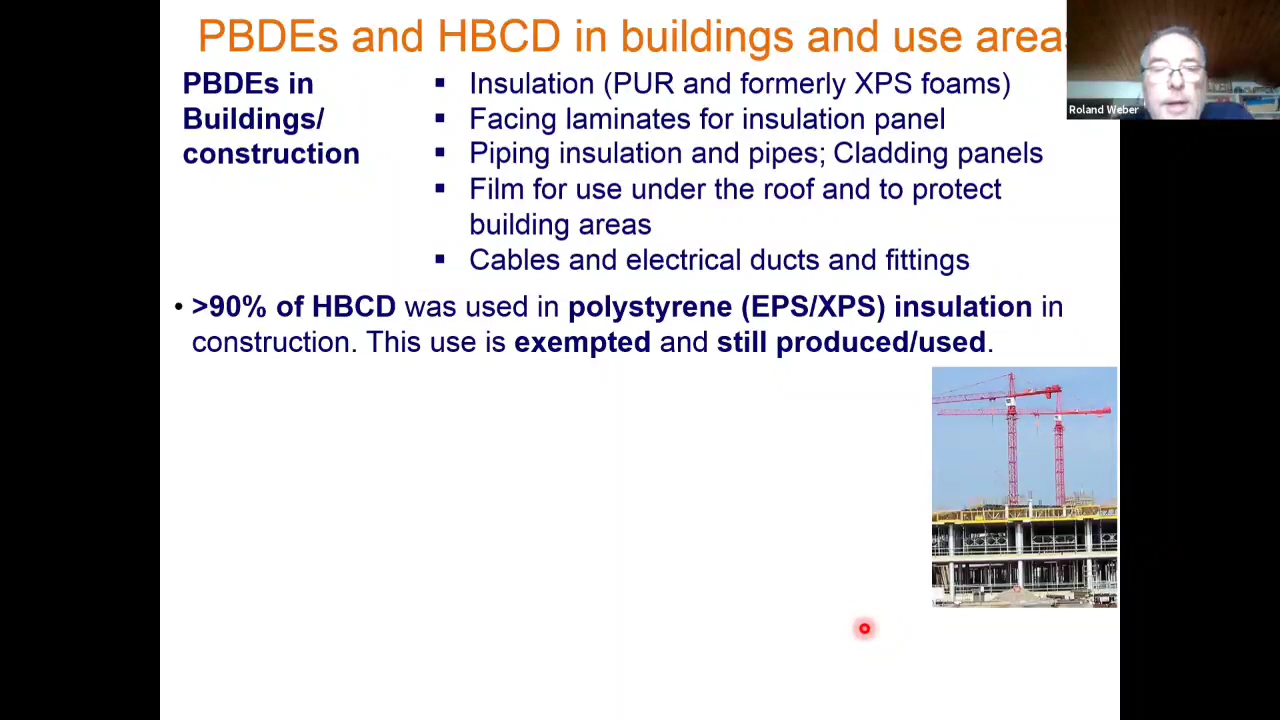 PBDEs and HBCD in buildings and use areas
Roland Weber
PBDEs in
Buildings/
construction
▪ Insulation (PUR and formerly XPS foams)
▪ Facing laminates for insulation panel
▪ Piping insulation and pipes; Cladding panels
▪ Film for use under the roof and to protect
building areas
▪ Cables and electrical ducts and fittings
• >90% of HBCD was used in polystyrene (EPS/XPS) insulation in
construction. This use is exempted and still produced/used.